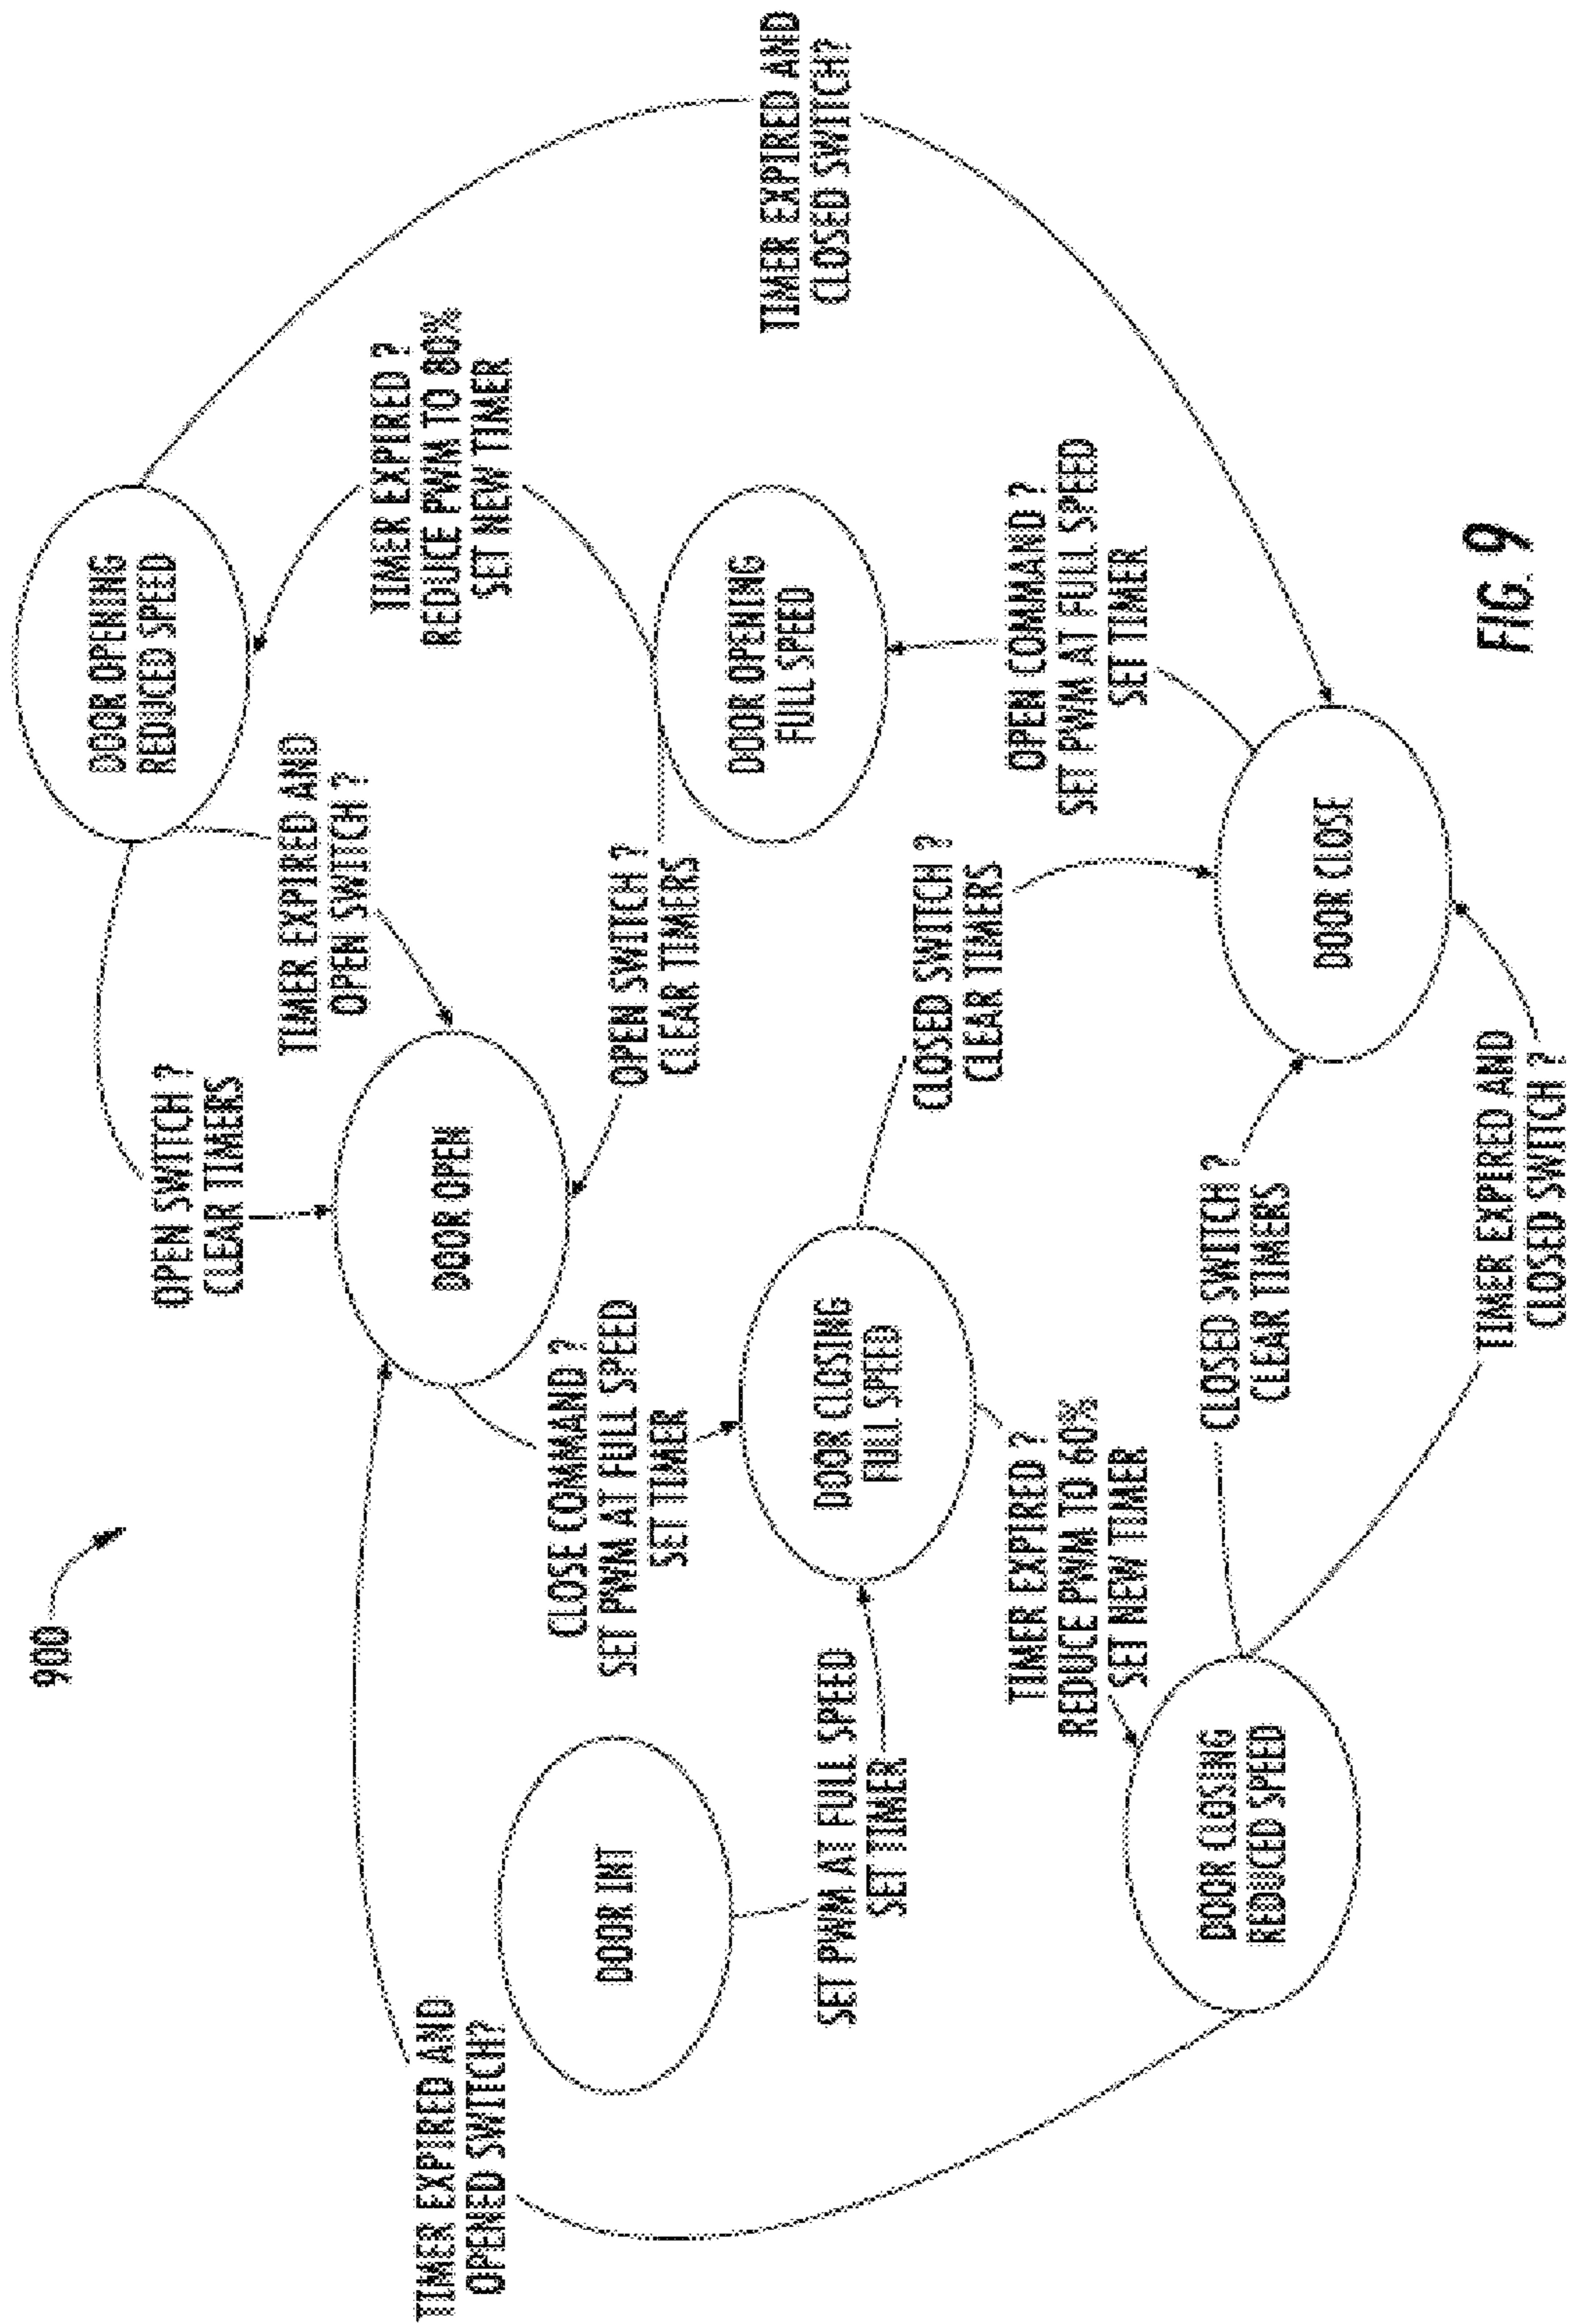 900
DOOR OPENING
REDUCED SPEED
OPEN SWITCH ?
CLEAR TIMERS
TIMER EXPIRED AND
OPEN SWITCH ?
TIMER EXPIRED ?
REDUCE PWM TO 80%
SET NEW TIMER
TIMER EXPIRED AND
CLOSED SWITCH?
TIMER EXPIRED AND
OPENED SWITCH?
DOOR OPEN
OPEN SWITCH ?
CLEAR TIMERS
DOOR INT
CLOSE COMMAND ?
SET PWM AT FULL SPEED
SET TIMER
DOOR OPENING
FULL SPEED
SET PWM AT FULL SPEED
SET TIMER
DOOR CLOSING
FULL SPEED
CLOSED SWITCH ?
CLEAR TIMERS
OPEN COMMAND ?
SET PWM AT FULL SPEED
SET TIMER
TIMER EXPIRED ?
REDUCE PWM TO 60%
SET NEW TIMER
DOOR CLOSING
REDUCED SPEED
CLOSED SWITCH ?
CLEAR TIMERS
DOOR CLOSE
TIMER EXPIRED AND
CLOSED SWITCH ?
FIG. 9